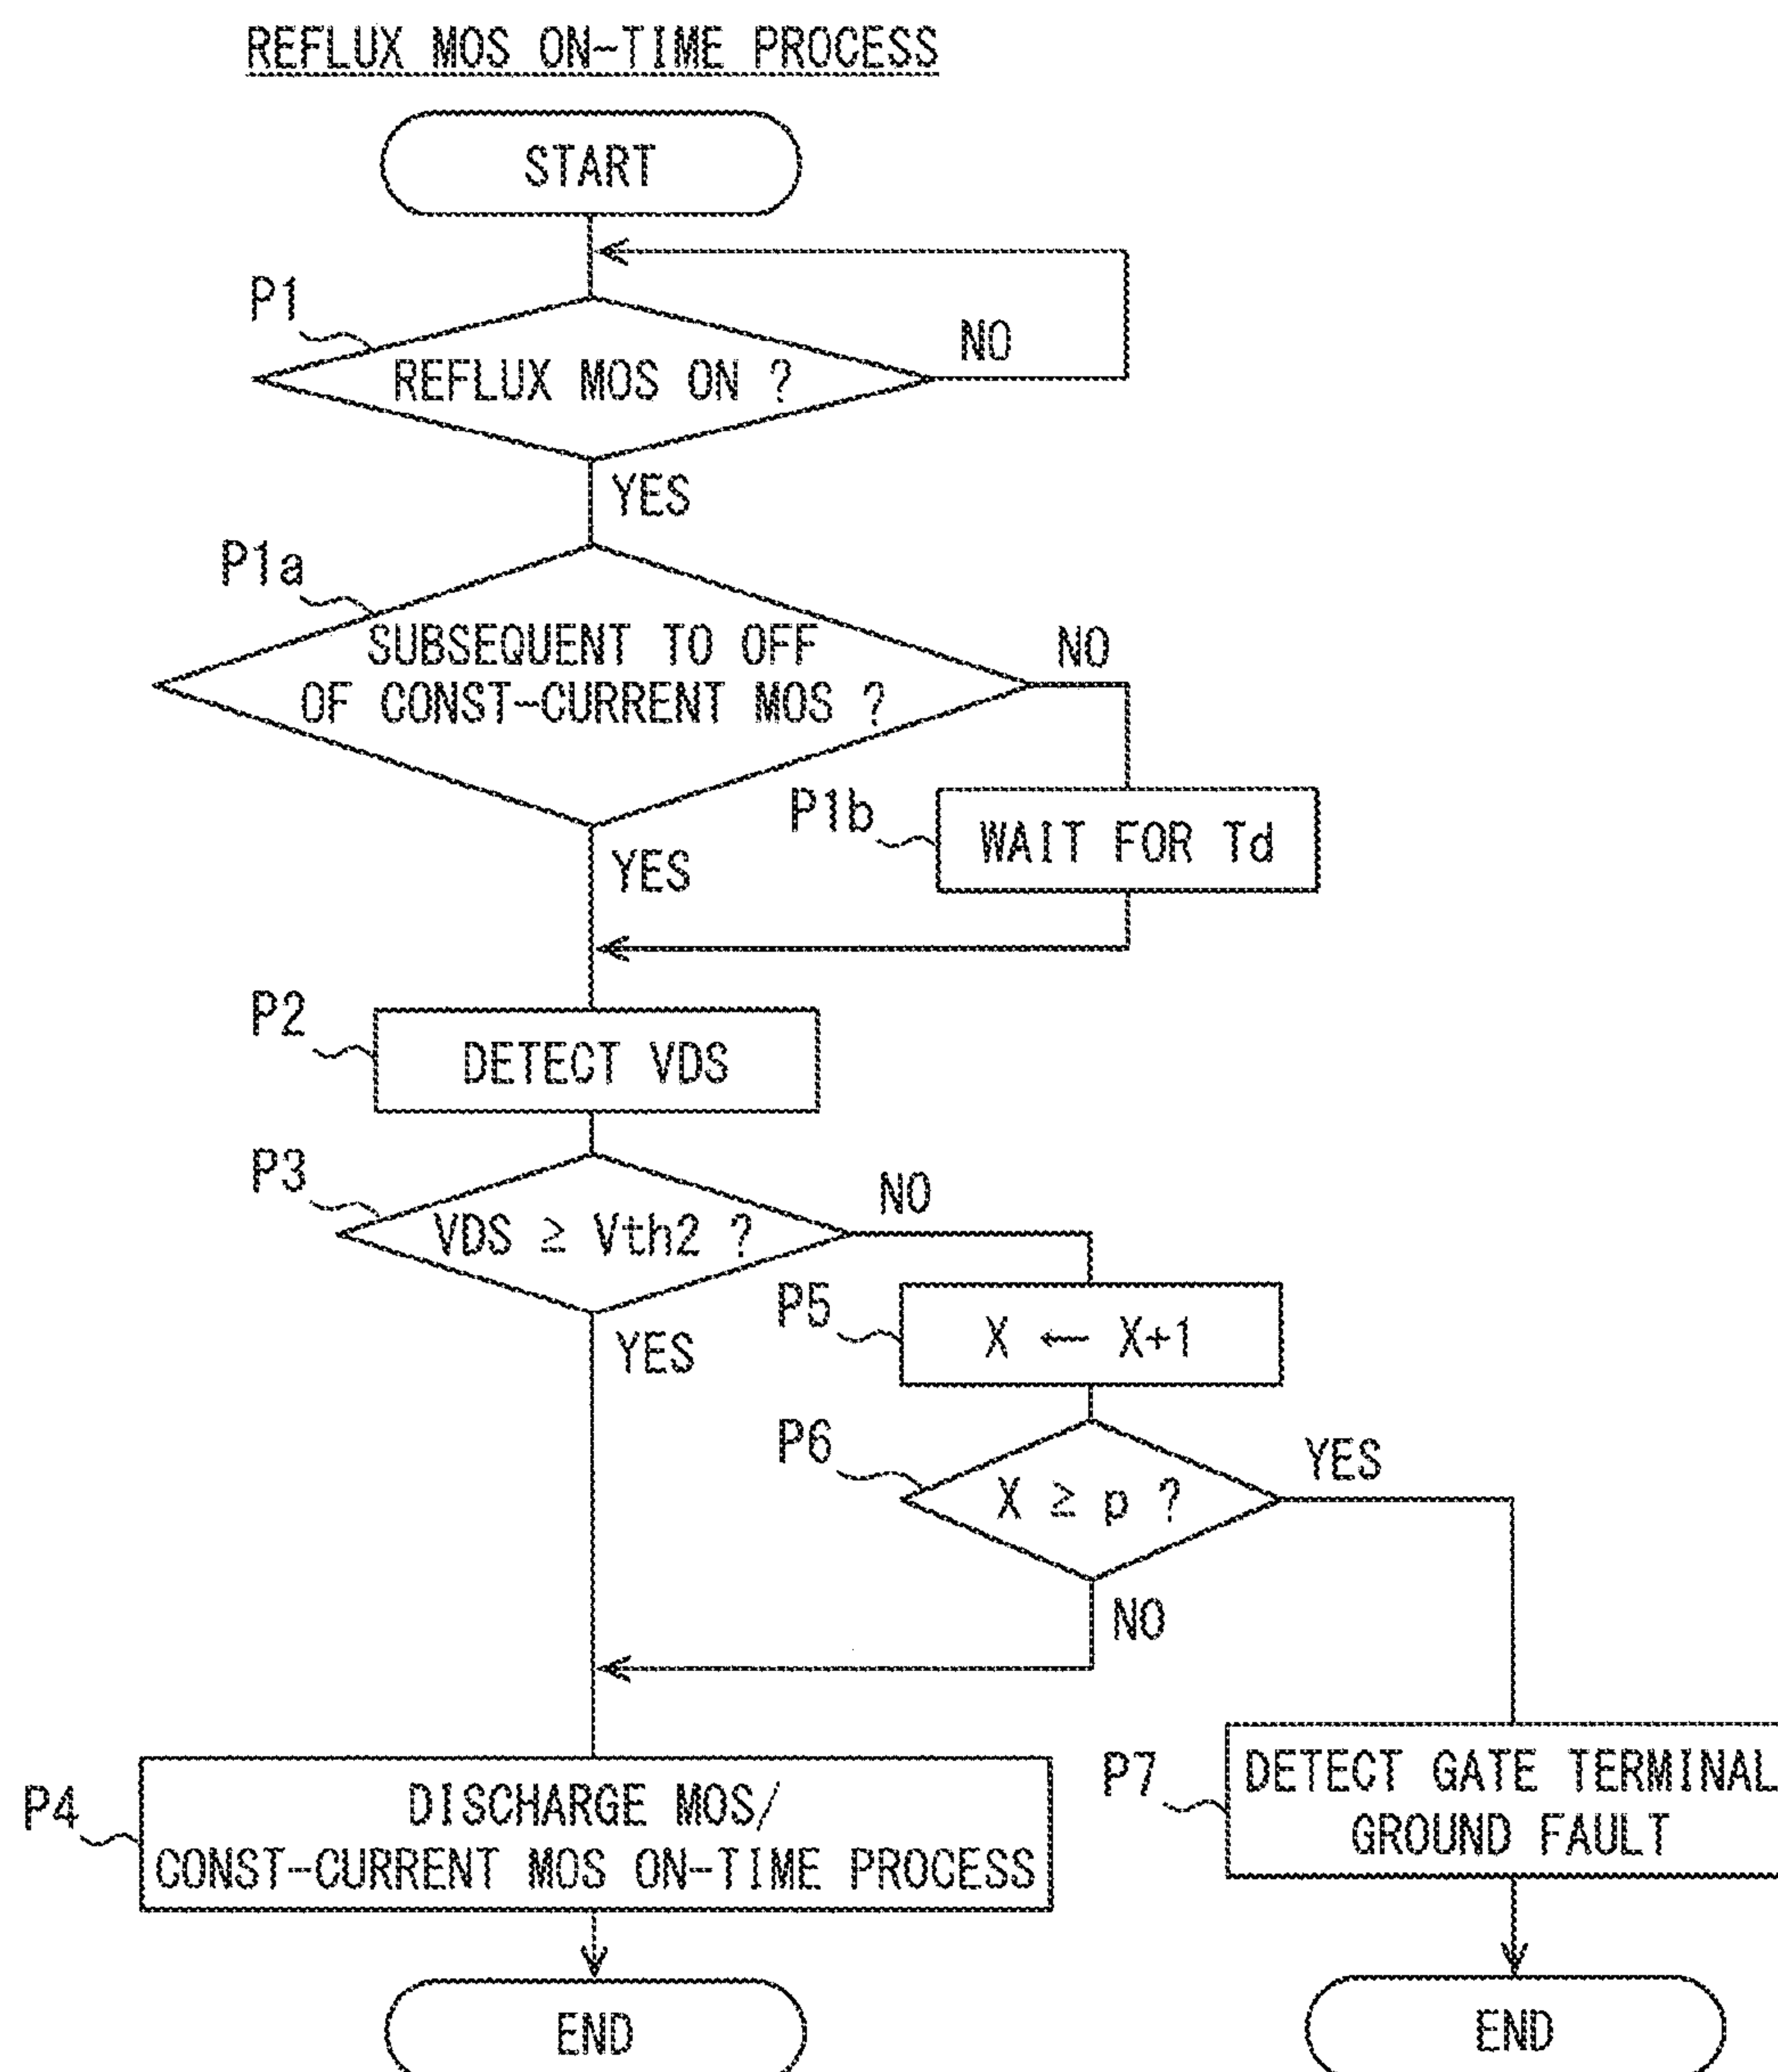 REFLUX MOS ON-TIME PROCESS
START
P1
REFLUX MOS ON ?
NO
YES
P1a
SUBSEQUENT TO OFF
OF CONST-CURRENT MOS ?
NO
P1b
WAIT FOR Td
YES
P2
DETECT VDS
P3
VDS ≥ Vth2 ?
NO
YES
P5
X ← X+1
P6
X ≥ p ?
YES
NO
P4
DISCHARGE MOS/
CONST-CURRENT MOS ON-TIME PROCESS
P7
DETECT GATE TERMINAL
GROUND FAULT
END
END